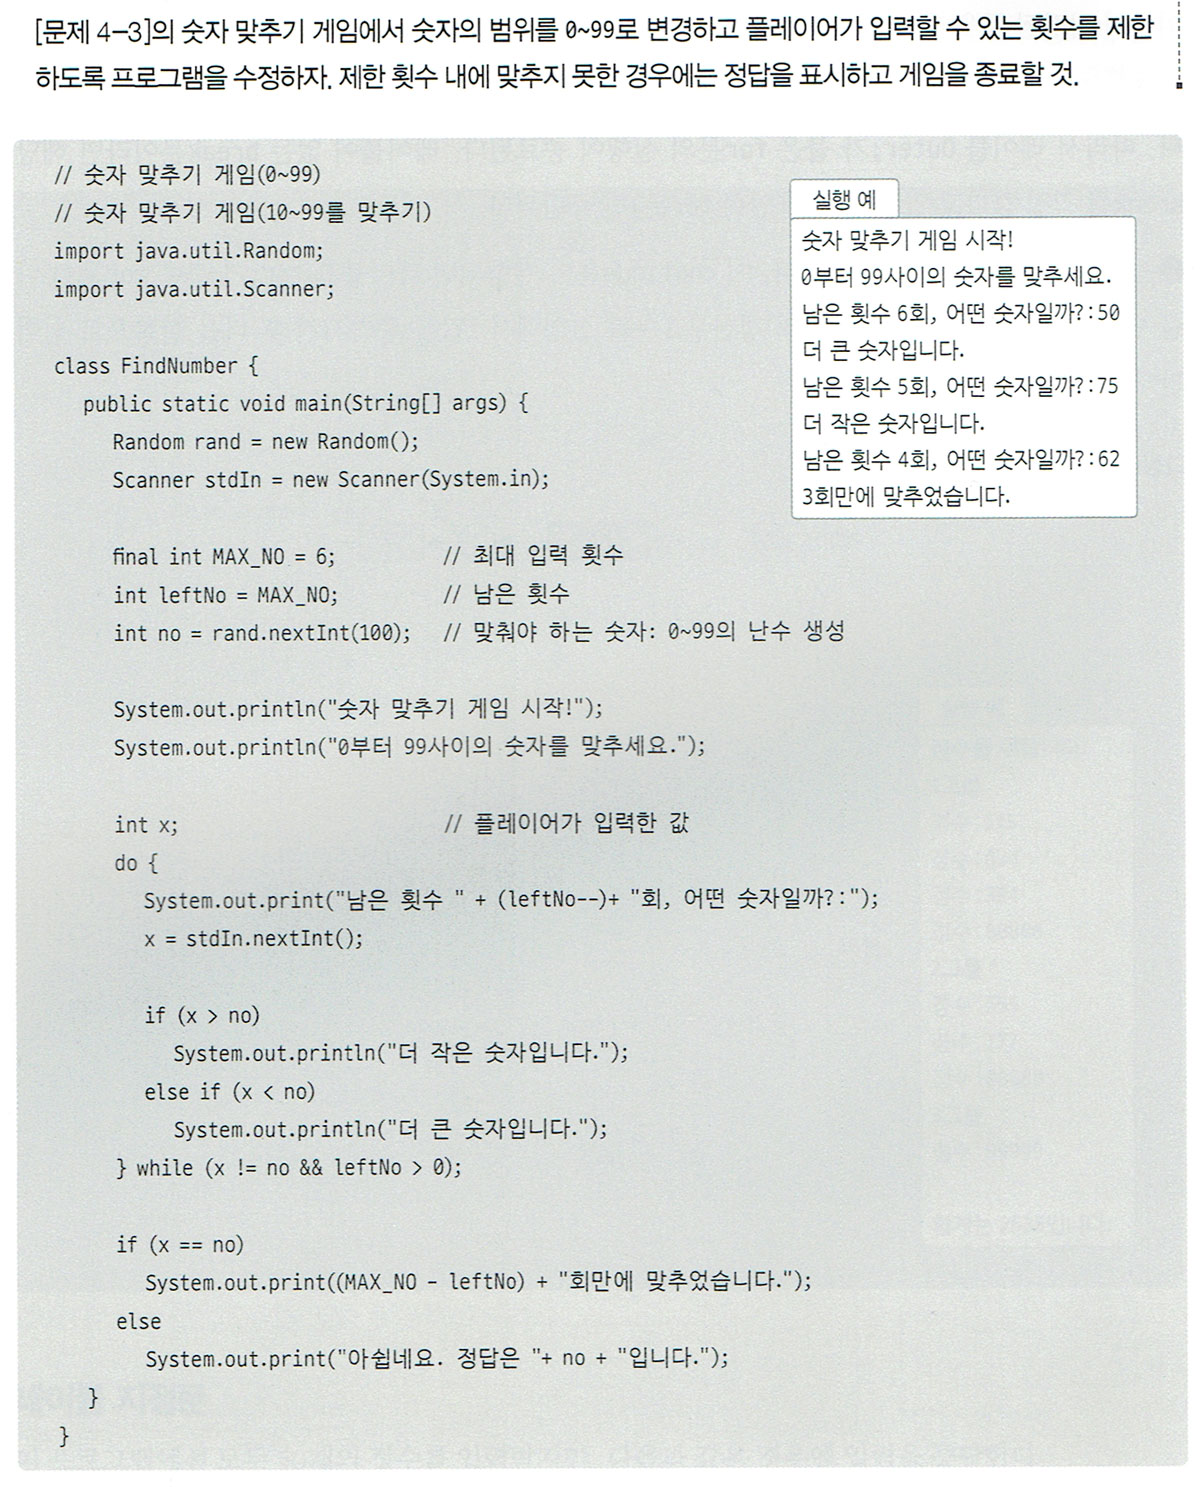 [문제 4-3]의 숫자 맞추기 게임에서 숫자의 범위를 0~99로 변경하고 플레이어가 입력할 수 있는 횟수를 제한
하도록 프로그램을 수정하자. 제한 횟수 내에 맞추지 못한 경우에는 정답을 표시하고 게임을 종료할 것.
// 숫자 맞추기 게임(0~99)
// 숫자 맞추기 게임(10~99를 맞추기)
import java.util.Random;
import java.util.Scanner;
class FindNumber {
public static void main(String[] args) {
Random rand = new Random();
Scanner stdIn = new Scanner(System.in);
final int MAX_NO = 6; // 최대 입력 횟수
int leftNo = MAX_NO; // 남은 횟수
int no = rand.nextInt(100); // 맞춰야 하는 숫자: 0~99의 난수 생성
System.out.println("숫자 맞추기 게임 시작!");
System.out.println("0부터 99사이의 숫자를 맞추세요.");
int x; // 플레이어가 입력한 값
do {
System.out.print("남은 횟수 " + (leftNo--)+ "회, 어떤 숫자일까?:");
x = stdIn.nextInt();
if (x > no)
System.out.println("더 작은 숫자입니다.");
else if (x < no)
System.out.println("더 큰 숫자입니다.");
} while (x != no && leftNo > 0);
if (x == no)
System.out.print((MAX_NO - leftNo) + "회만에 맞추었습니다.");
else
System.out.print("아쉽네요. 정답은 "+ no + "입니다.");
}
}
실행 예
숫자 맞추기 게임 시작!
0부터 99사이의 숫자를 맞추세요.
남은 횟수 6회, 어떤 숫자일까?:50
더 큰 숫자입니다.
남은 횟수 5회, 어떤 숫자일까?:75
더 작은 숫자입니다.
남은 횟수 4회, 어떤 숫자일까?:62
3회만에 맞추었습니다.